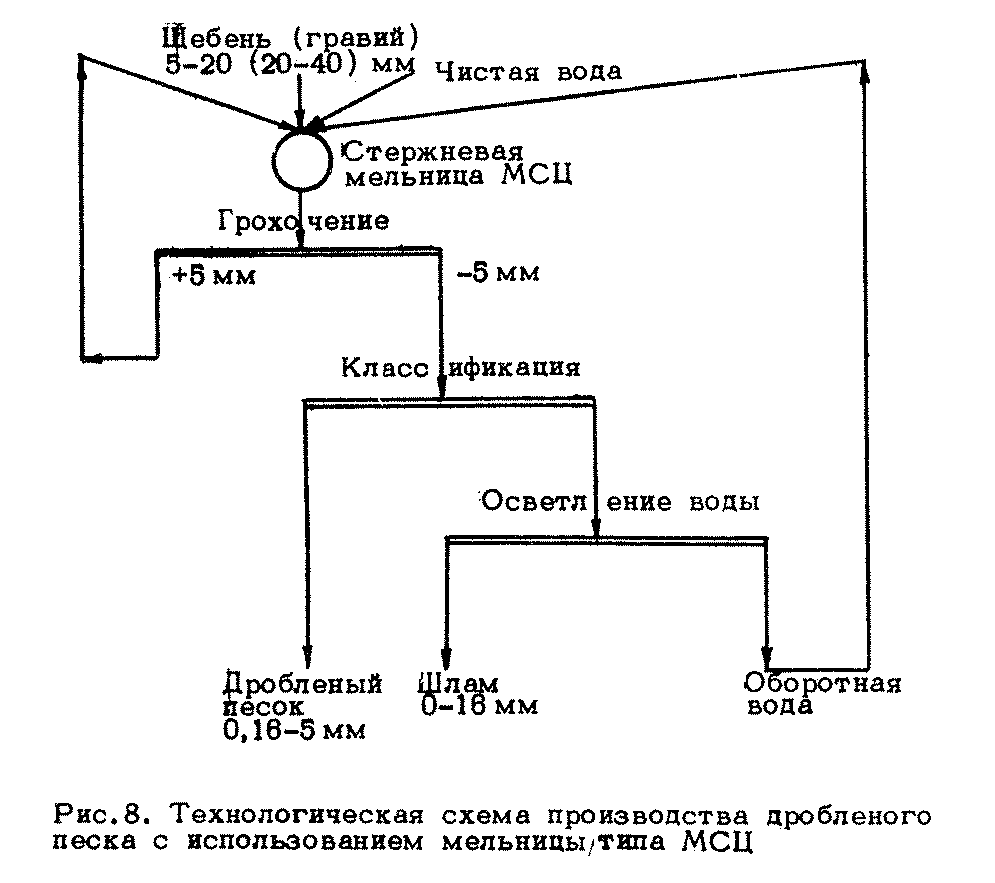 Щебень (гравий)
5-20 (20-40) мм
Чистая вода
Стержневая
мельница МСЦ
Грохочение
+5 мм
-5 мм
Классификация
Осветление воды
Дробленый
песок
0,16-5 мм
Шлам
0-16 мм
Оборотная
вода
Рис.8. Технологическая схема производства дробленого
песка с использованием мельницы типа МСЦ